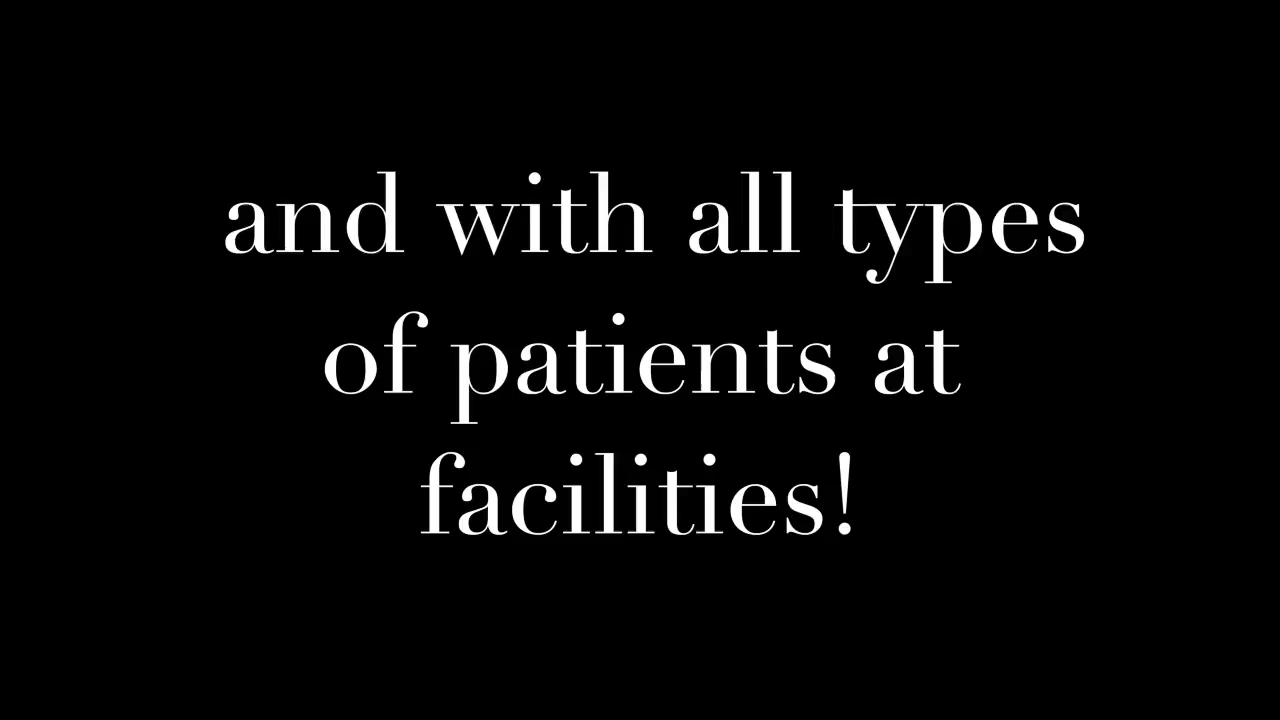 and with all types
of patients at
facilities!